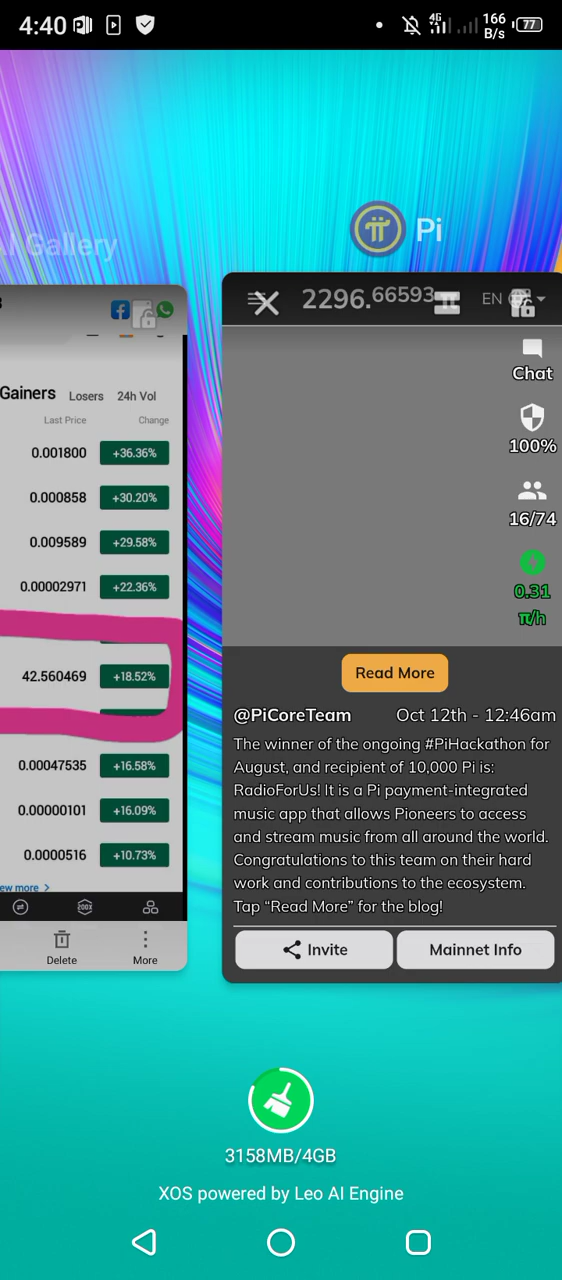 4:40
4G
166
B/s
77
AI Gallery
Pi
2296.66593
EN
Chat
100%
16/74
0.31
π/h
Gainers Losers 24h Vol
Last Price Change
0.001800 +36.36%
0.000858 +30.20%
0.009589 +29.58%
0.00002971 +22.36%
42.560469 +18.52%
0.00047535 +16.58%
0.00000101 +16.09%
0.0000516 +10.73%
ew more >
200X
Delete
More
Read More
@PiCoreTeam Oct 12th - 12:46am
The winner of the ongoing #PiHackathon for
August, and recipient of 10,000 Pi is:
RadioForUs! It is a Pi payment-integrated
music app that allows Pioneers to access
and stream music from all around the world.
Congratulations to this team on their hard
work and contributions to the ecosystem.
Tap “Read More” for the blog!
Invite
Mainnet Info
3158MB/4GB
XOS powered by Leo AI Engine